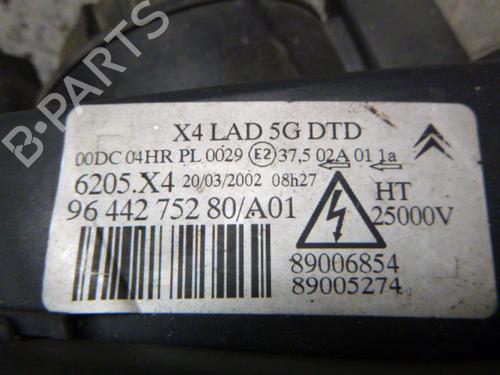 X4 LAD 5G DTD
00DC 04HR PL 0029 E2 37,5 02A 01 1a
6205.X4 20/03/2002 08h27
HT
96 442 752 80/A01
25000V
89006854
89005274
B-PARTS